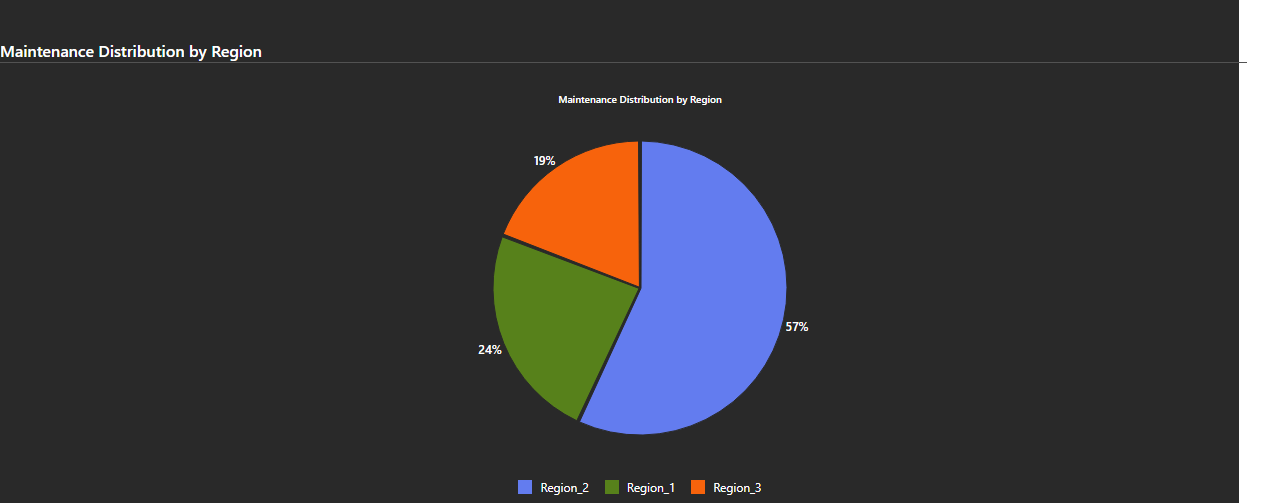 Maintenance Distribution by Region
Maintenance Distribution by Region
19%
57%
24%
Region_2 Region_1 Region_3